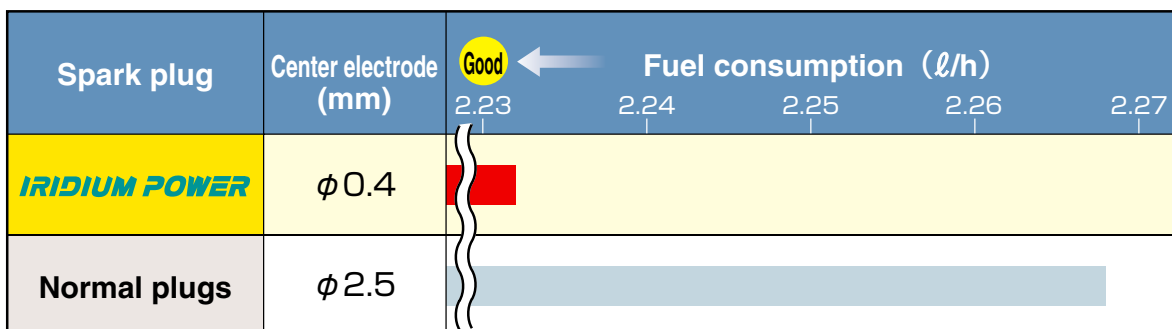 Spark plug
Center electrode
(mm)
Good
Fuel consumption (ℓ/h)
2.23 2.24 2.25 2.26 2.27
IRIDIUM POWER
φ0.4
Normal plugs
φ2.5